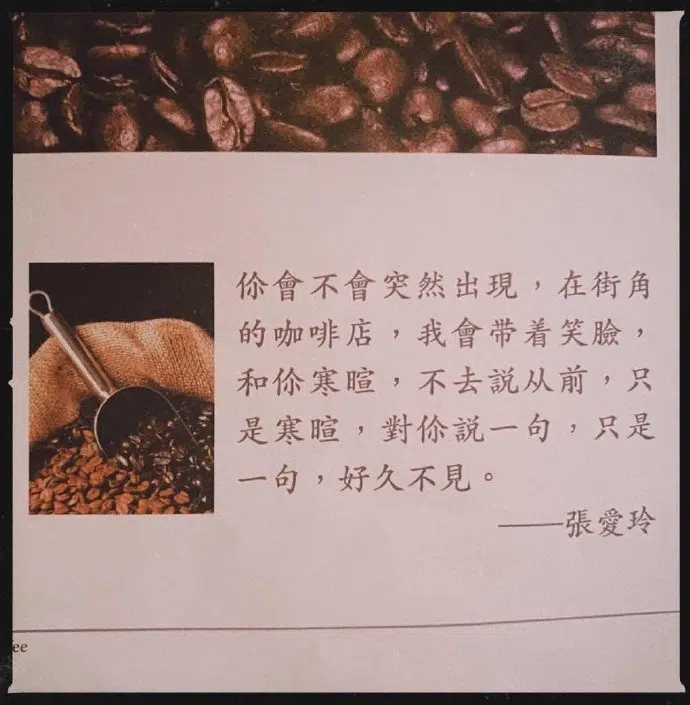 你會不會突然出現，在街角
的咖啡店，我會带着笑臉，
和你寒暄，不去説从前，只
是寒暄，對你説一句，只是
一句，好久不見。
——張愛玲
ee